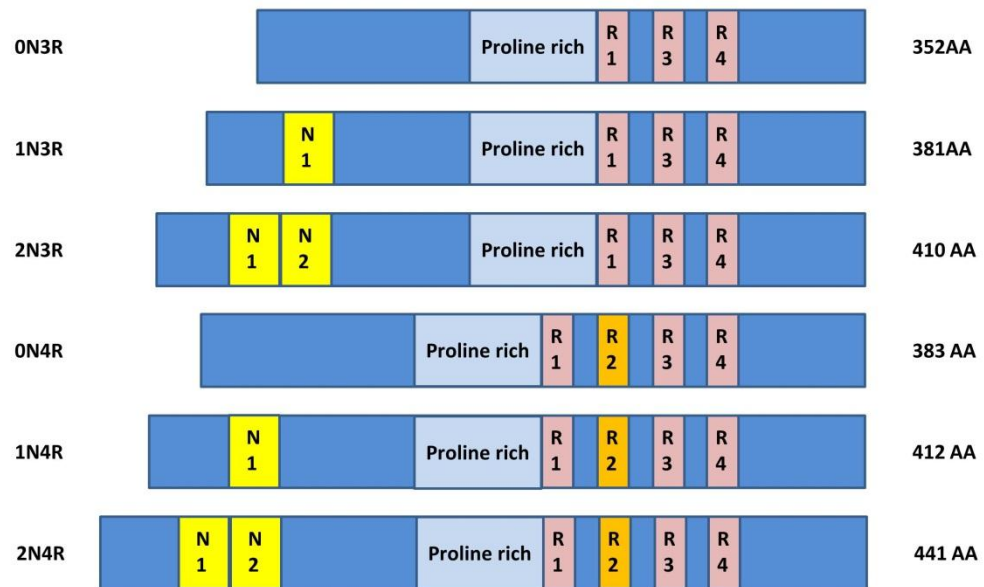 0N3R Proline rich R 1 R 3 R 4 352AA
1N3R N 1 Proline rich R 1 R 3 R 4 381AA
2N3R N 1 N 2 Proline rich R 1 R 3 R 4 410 AA
0N4R Proline rich R 1 R 2 R 3 R 4 383 AA
1N4R N 1 Proline rich R 1 R 2 R 3 R 4 412 AA
2N4R N 1 N 2 Proline rich R 1 R 2 R 3 R 4 441 AA